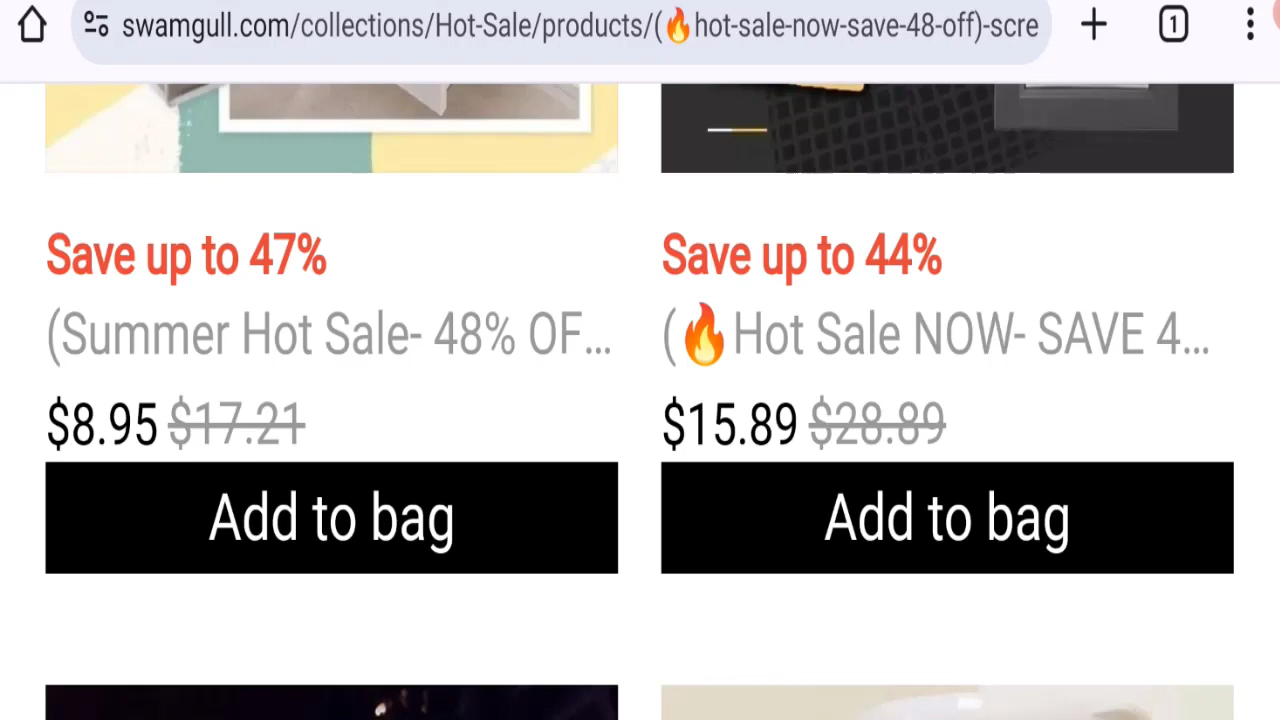 swamgull.com/collections/Hot-Sale/products/(🔥hot-sale-now-save-48-off)-scre
1
Save up to 47%
Save up to 44%
(Summer Hot Sale- 48% OF...
(🔥Hot Sale NOW- SAVE 4...
$8.95 $17.21
$15.89 $28.89
Add to bag
Add to bag